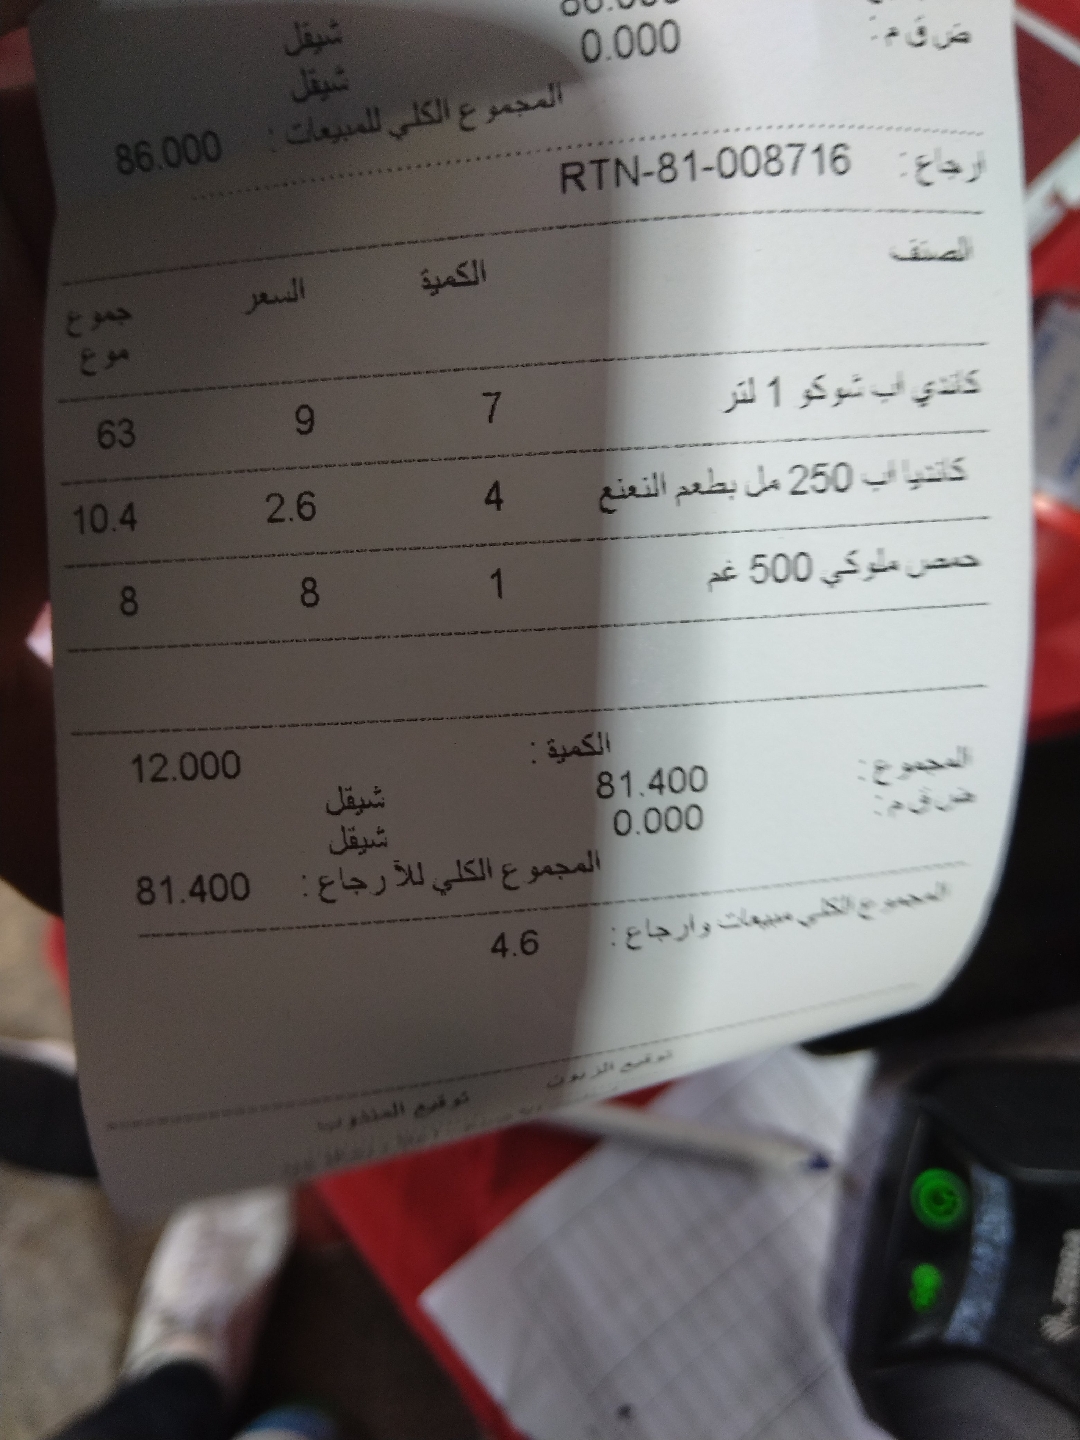 شيقل
0.000
ض ق م :
شيقل
المجموع الكلي للمبيعات : 86.000
ارجاع : RTN-81-008716
الصنف الكمية السعر جموع
موع
كاندي اب شوكو 1 لتر 7 9 63
كانديا اب 250 مل بطعم النعنع 4 2.6 10.4
حمص ملوكي 500 غم 1 8 8
الكمية : 12.000
المجموع : 81.400 شيقل
ض ق م : 0.000 شيقل
المجموع الكلي للأرجاع : 81.400
المجموع الكلي مبيعات وارجاع : 4.6
توقيع الزبون
توقيع المندوب